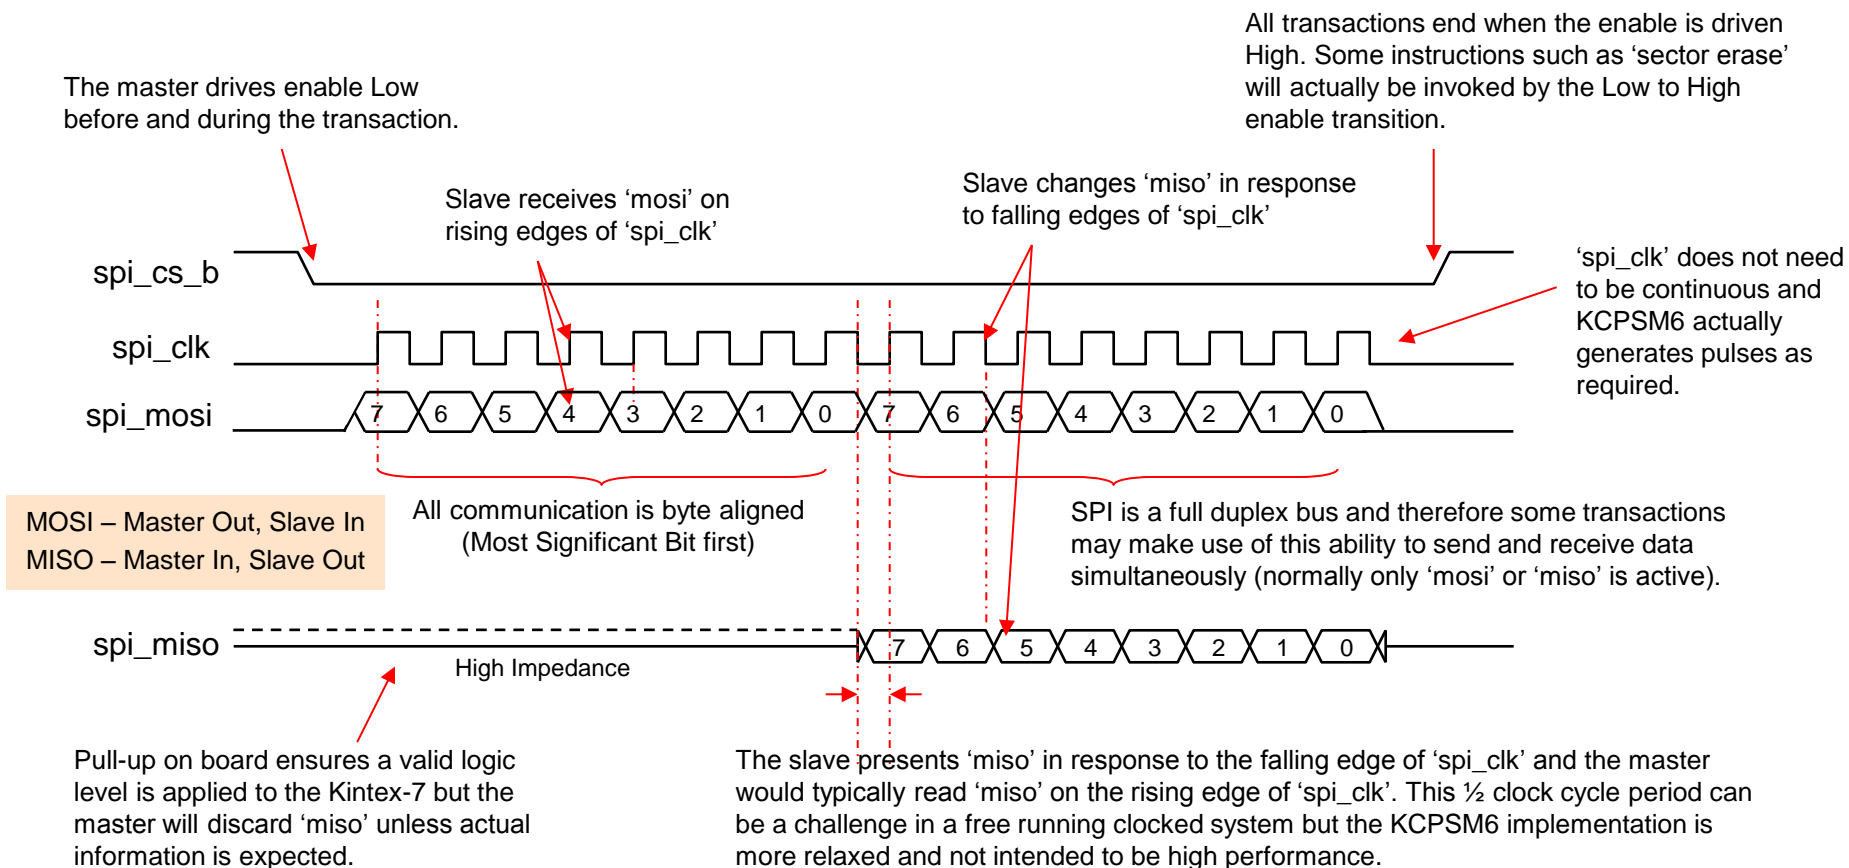 All transactions end when the enable is driven
High. Some instructions such as ‘sector erase’
will actually be invoked by the Low to High
enable transition.
The master drives enable Low
before and during the transaction.
Slave receives ‘mosi’ on
rising edges of ‘spi_clk’
Slave changes ‘miso’ in response
to falling edges of ‘spi_clk’
spi_cs_b
‘spi_clk’ does not need
to be continuous and
KCPSM6 actually
generates pulses as
required.
spi_clk
spi_mosi
7 6 5 4 3 2 1 0 7 6 5 4 3 2 1 0
MOSI – Master Out, Slave In
MISO – Master In, Slave Out
All communication is byte aligned
(Most Significant Bit first)
SPI is a full duplex bus and therefore some transactions
may make use of this ability to send and receive data
simultaneously (normally only ‘mosi’ or ‘miso’ is active).
spi_miso
High Impedance
7 6 5 4 3 2 1 0
Pull-up on board ensures a valid logic
level is applied to the Kintex-7 but the
master will discard ‘miso’ unless actual
information is expected.
The slave presents ‘miso’ in response to the falling edge of ‘spi_clk’ and the master
would typically read ‘miso’ on the rising edge of ‘spi_clk’. This ½ clock cycle period can
be a challenge in a free running clocked system but the KCPSM6 implementation is
more relaxed and not intended to be high performance.